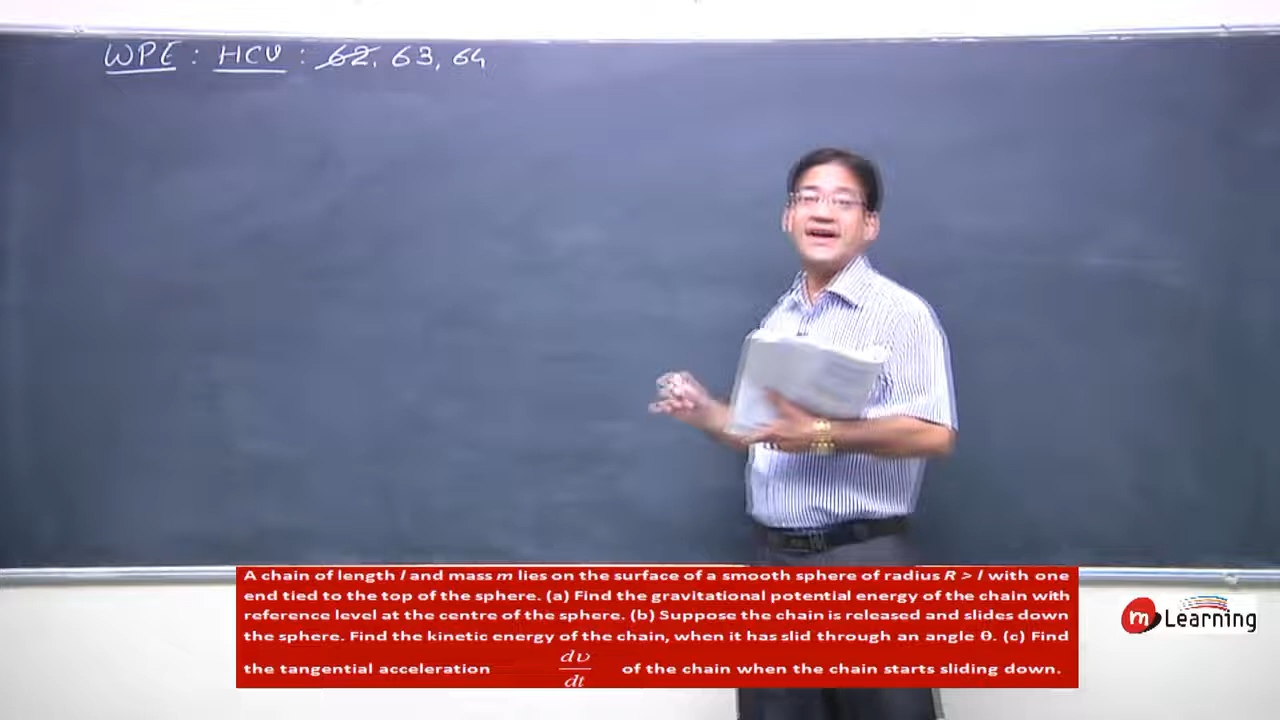 WPE : HCV : 62, 63, 64
A chain of length l and mass m lies on the surface of a smooth sphere of radius R > l with one
end tied to the top of the sphere. (a) Find the gravitational potential energy of the chain with
reference level at the centre of the sphere. (b) Suppose the chain is released and slides down
the sphere. Find the kinetic energy of the chain, when it has slid through an angle θ. (c) Find
the tangential acceleration dυ/dt of the chain when the chain starts sliding down.
m Learning